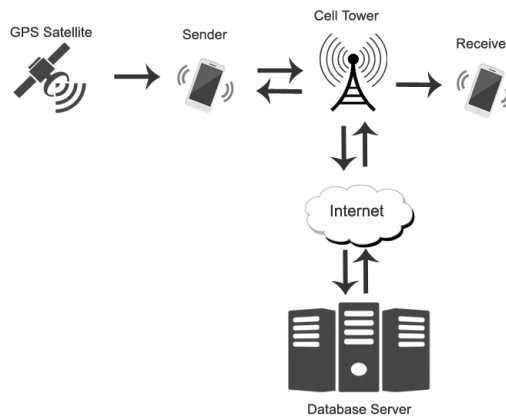 Cell Tower
GPS Satellite
Sender
Receive
Internet
Database Server